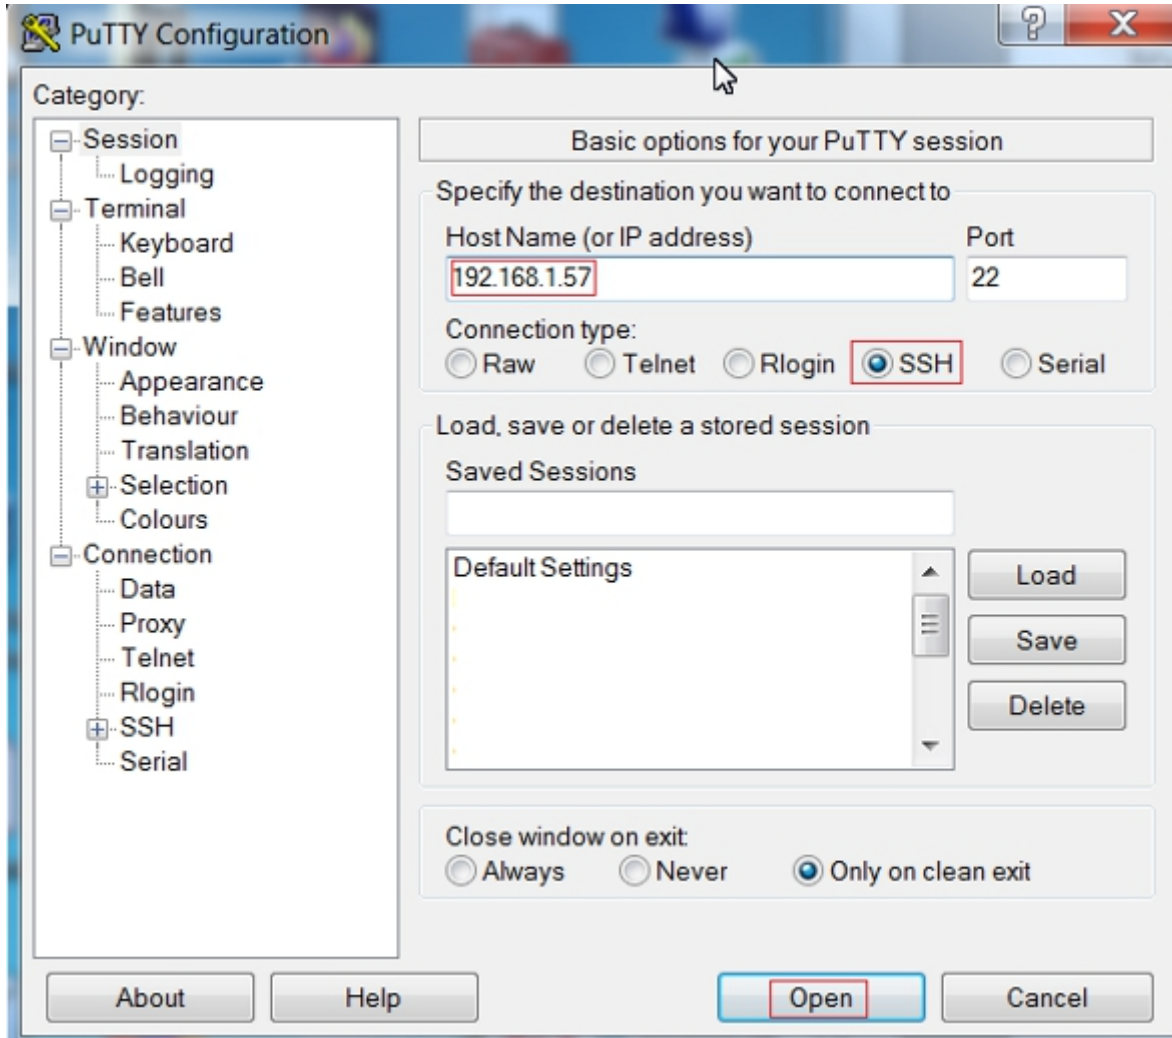 PuTTY Configuration
Category:
Session
Logging
Terminal
Keyboard
Bell
Features
Window
Appearance
Behaviour
Translation
Selection
Colours
Connection
Data
Proxy
Telnet
Rlogin
SSH
Serial
Basic options for your PuTTY session
Specify the destination you want to connect to
Host Name (or IP address) Port
192.168.1.57 22
Connection type:
Raw Telnet Rlogin SSH Serial
Load, save or delete a stored session
Saved Sessions
Default Settings
Load
Save
Delete
Close window on exit:
Always Never Only on clean exit
About Help Open Cancel